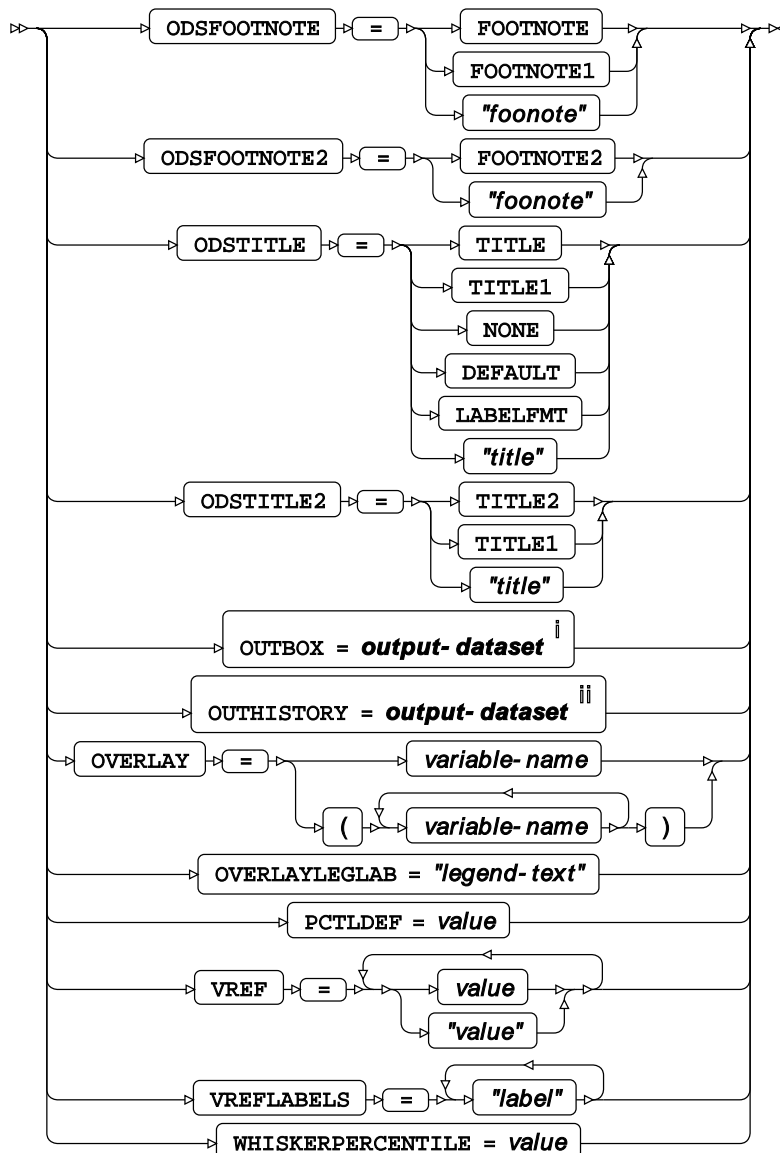 ODSFOOTNOTE = FOOTNOTE
FOOTNOTE1
"foonote"
ODSFOOTNOTE2 = FOOTNOTE2
"foonote"
ODSTITLE = TITLE
TITLE1
NONE
DEFAULT
LABELFMT
"title"
ODSTITLE2 = TITLE2
TITLE1
"title"
OUTBOX = output-dataset i
OUTHISTORY = output-dataset ii
OVERLAY = variable-name
( variable-name )
OVERLAYLEGLAB = "legend-text"
PCTLDEF = value
VREF = value
"value"
VREFLABELS = "label"
WHISKERPERCENTILE = value